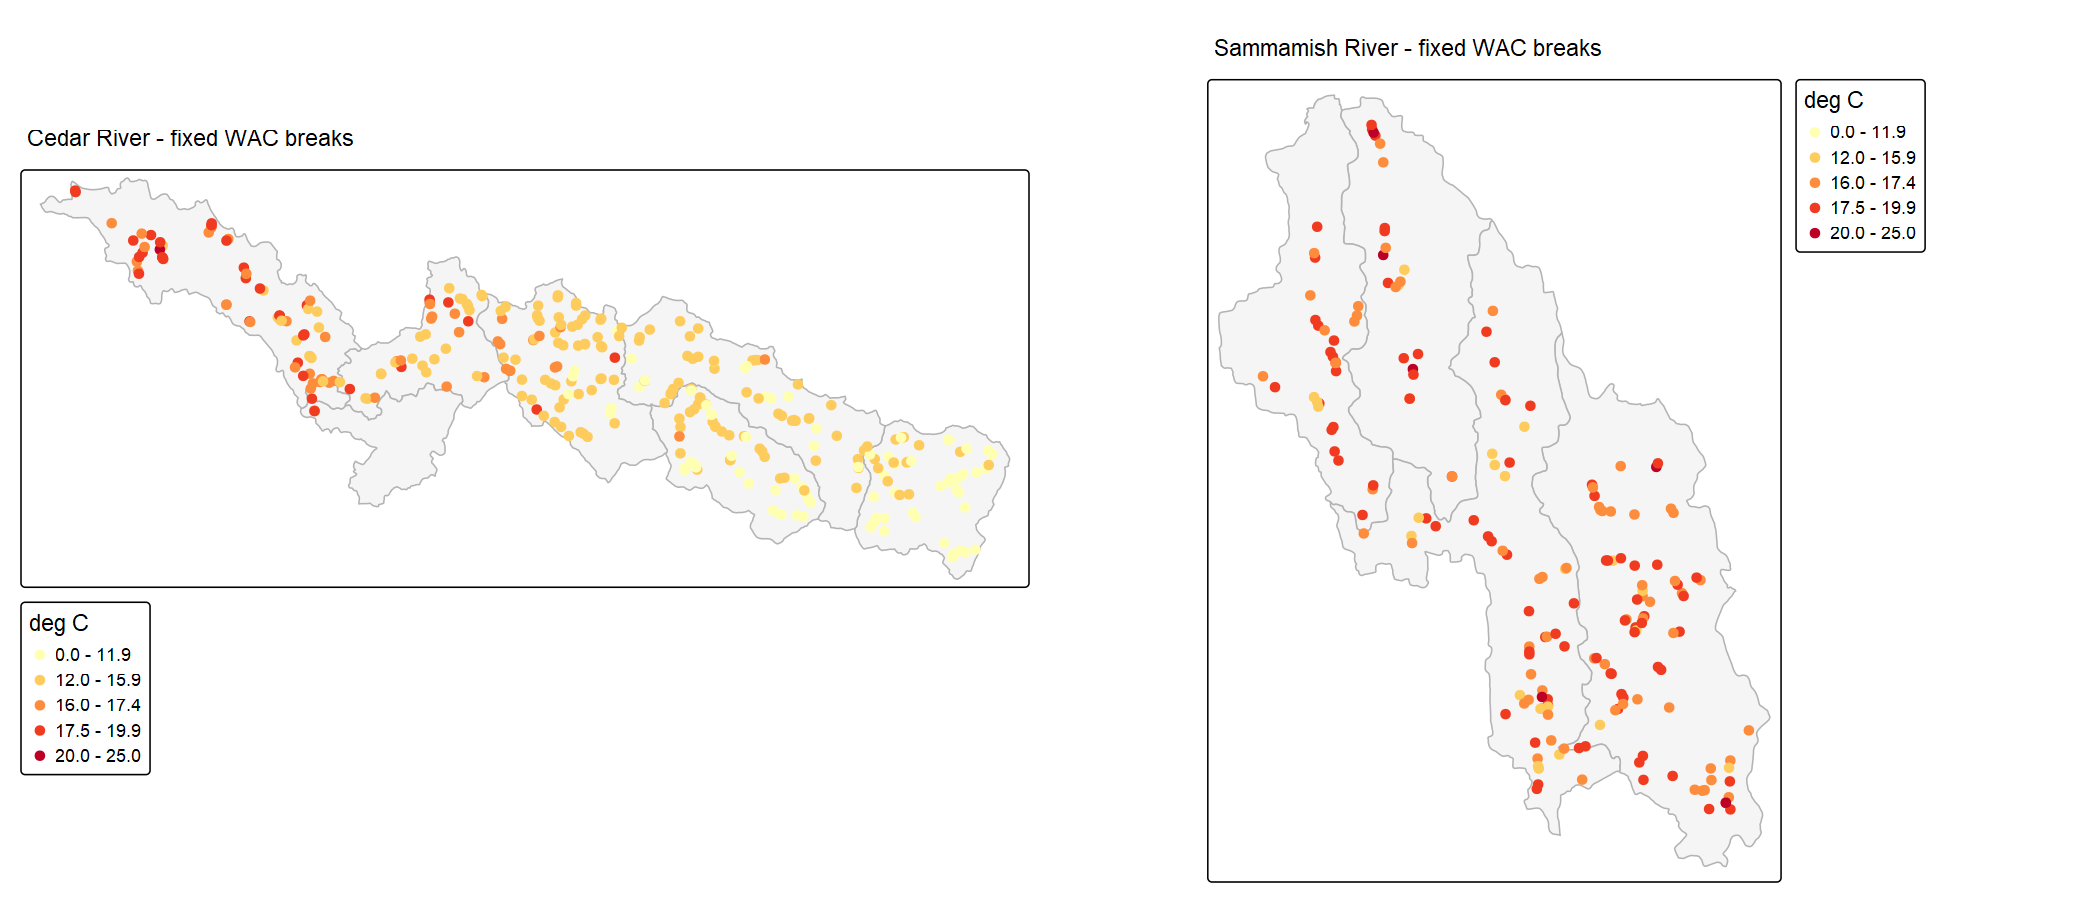 Cedar River - fixed WAC breaks
deg C
0.0 - 11.9
12.0 - 15.9
16.0 - 17.4
17.5 - 19.9
20.0 - 25.0
Sammamish River - fixed WAC breaks
deg C
0.0 - 11.9
12.0 - 15.9
16.0 - 17.4
17.5 - 19.9
20.0 - 25.0